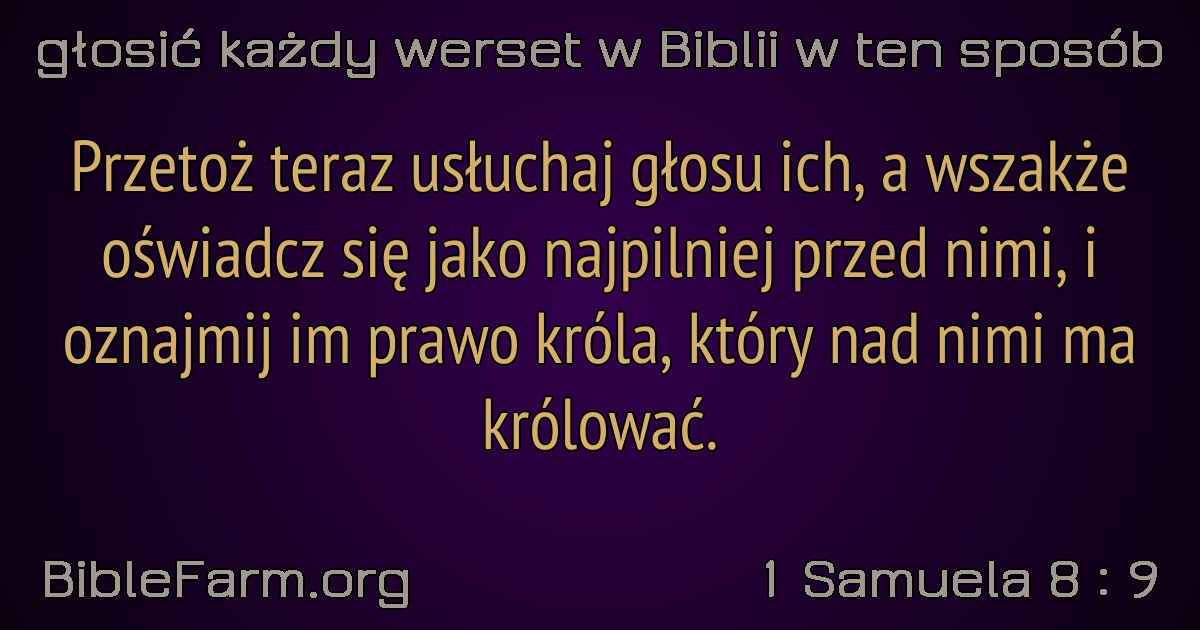 głosić każdy werset w Biblii w ten sposób
Przetoż teraz usłuchaj głosu ich, a wszakże
oświadcz się jako najpilniej przed nimi, i
oznajmij im prawo króla, który nad nimi ma
królować.
BibleFarm.org
1 Samuela 8 : 9